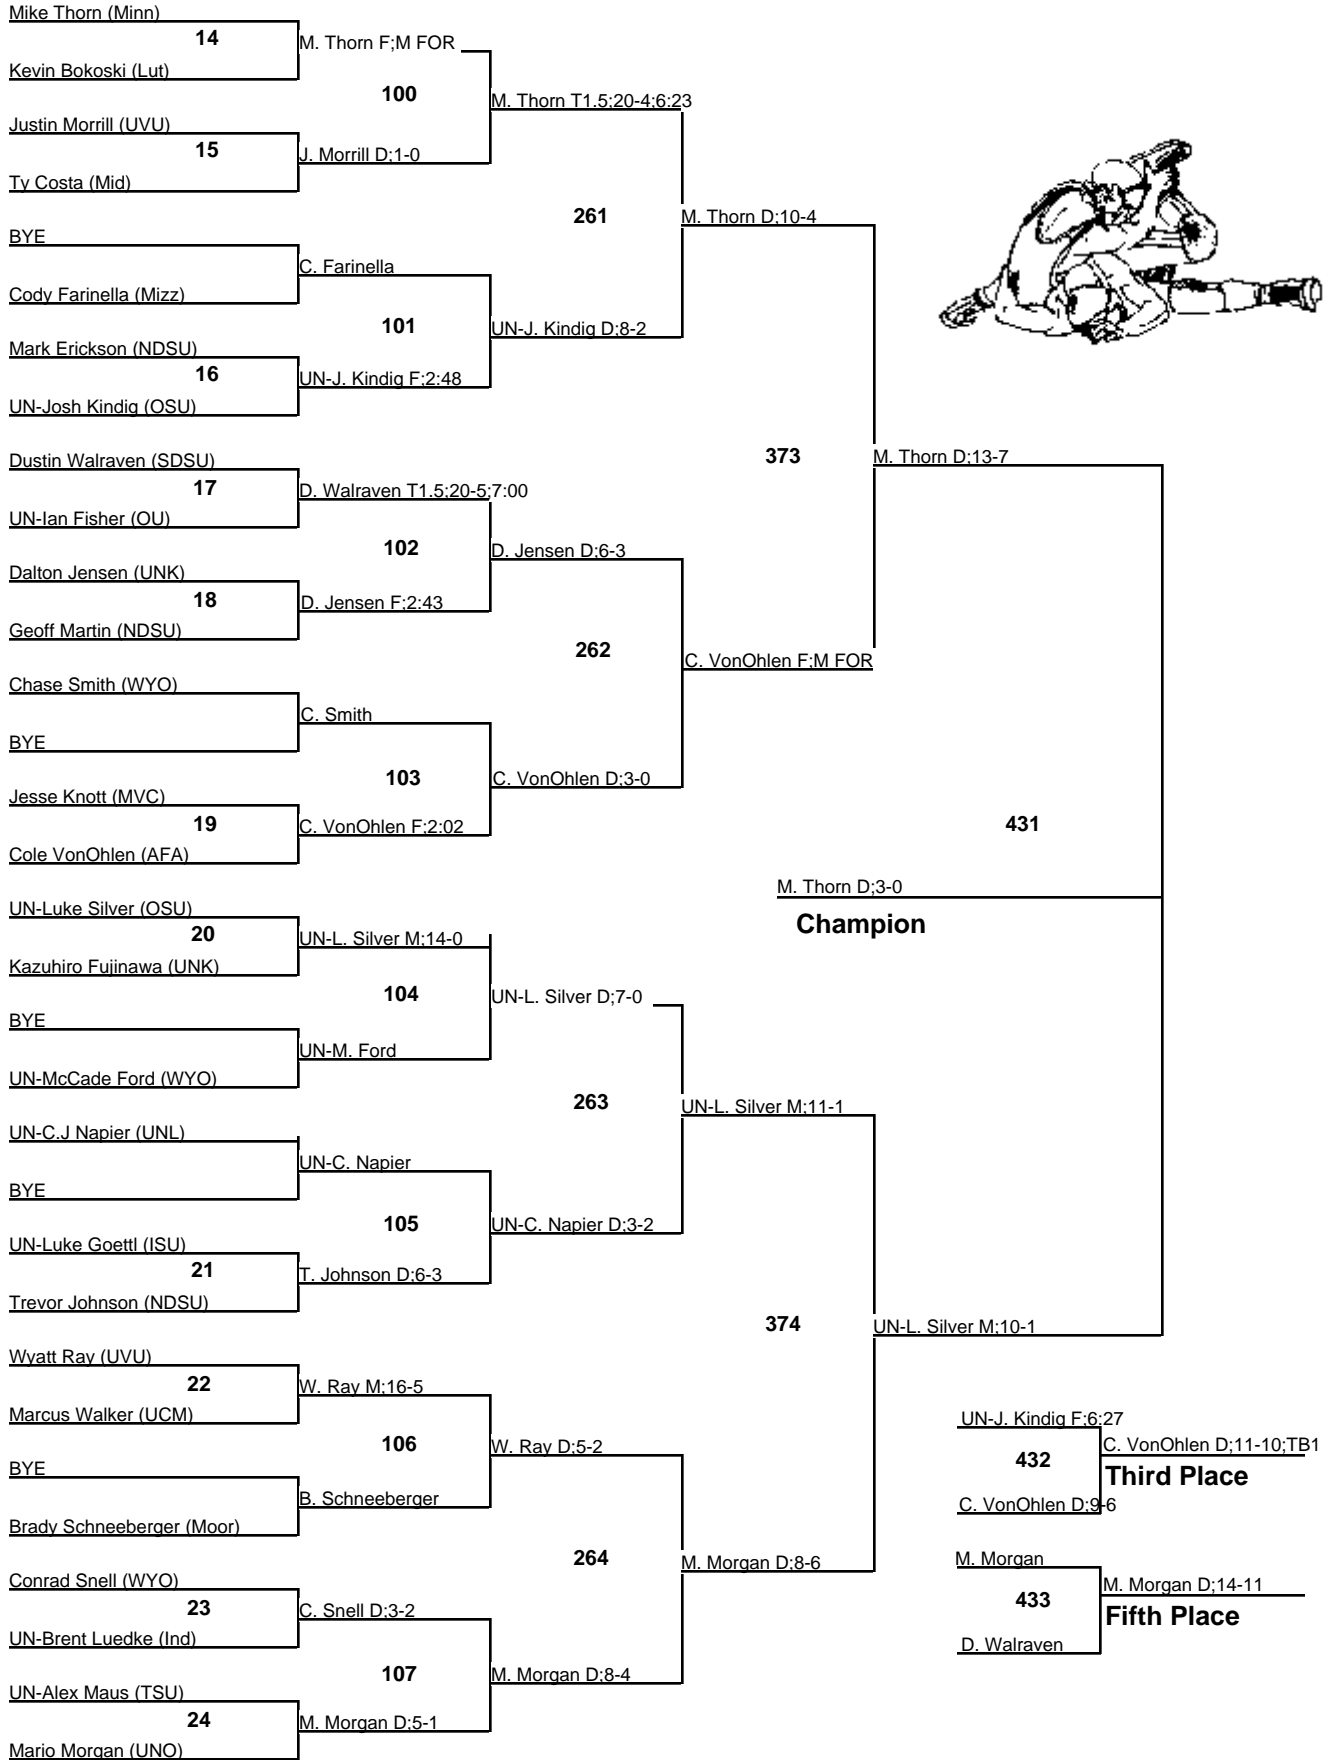 Mike Thorn (Minn)
14
M. Thorn F;M FOR
Kevin Bokoski (Lut)
100
M. Thorn T1.5;20-4;6:23
Justin Morrill (UVU)
15
J. Morrill D;1-0
Ty Costa (Mid)
261
M. Thorn D;10-4
BYE
C. Farinella
Cody Farinella (Mizz)
101
UN-J. Kindig D;8-2
Mark Erickson (NDSU)
16
UN-J. Kindig F;2:48
UN-Josh Kindig (OSU)
373
M. Thorn D;13-7
Dustin Walraven (SDSU)
17
D. Walraven T1.5;20-5;7:00
UN-Ian Fisher (OU)
102
D. Jensen D;6-3
Dalton Jensen (UNK)
18
D. Jensen F;2:43
Geoff Martin (NDSU)
262
C. VonOhlen F;M FOR
Chase Smith (WYO)
C. Smith
BYE
103
C. VonOhlen D;3-0
Jesse Knott (MVC)
19
C. VonOhlen F;2:02
Cole VonOhlen (AFA)
431
M. Thorn D;3-0
Champion
UN-Luke Silver (OSU)
20
UN-L. Silver M;14-0
Kazuhiro Fujinawa (UNK)
104
UN-L. Silver D;7-0
BYE
UN-M. Ford
UN-McCade Ford (WYO)
263
UN-L. Silver M;11-1
UN-C.J Napier (UNL)
UN-C. Napier
BYE
105
UN-C. Napier D;3-2
UN-Luke Goettl (ISU)
21
T. Johnson D;6-3
Trevor Johnson (NDSU)
374
UN-L. Silver M;10-1
Wyatt Ray (UVU)
22
W. Ray M;16-5
Marcus Walker (UCM)
106
W. Ray D;5-2
BYE
B. Schneeberger
Brady Schneeberger (Moor)
264
M. Morgan D;8-6
Conrad Snell (WYO)
23
C. Snell D;3-2
UN-Brent Luedke (Ind)
107
M. Morgan D;8-4
UN-Alex Maus (TSU)
24
M. Morgan D;5-1
Mario Morgan (UNO)
UN-J. Kindig F;6:27
432
C. VonOhlen D;11-10;TB1
Third Place
C. VonOhlen D;9-6
M. Morgan
433
M. Morgan D;14-11
Fifth Place
D. Walraven